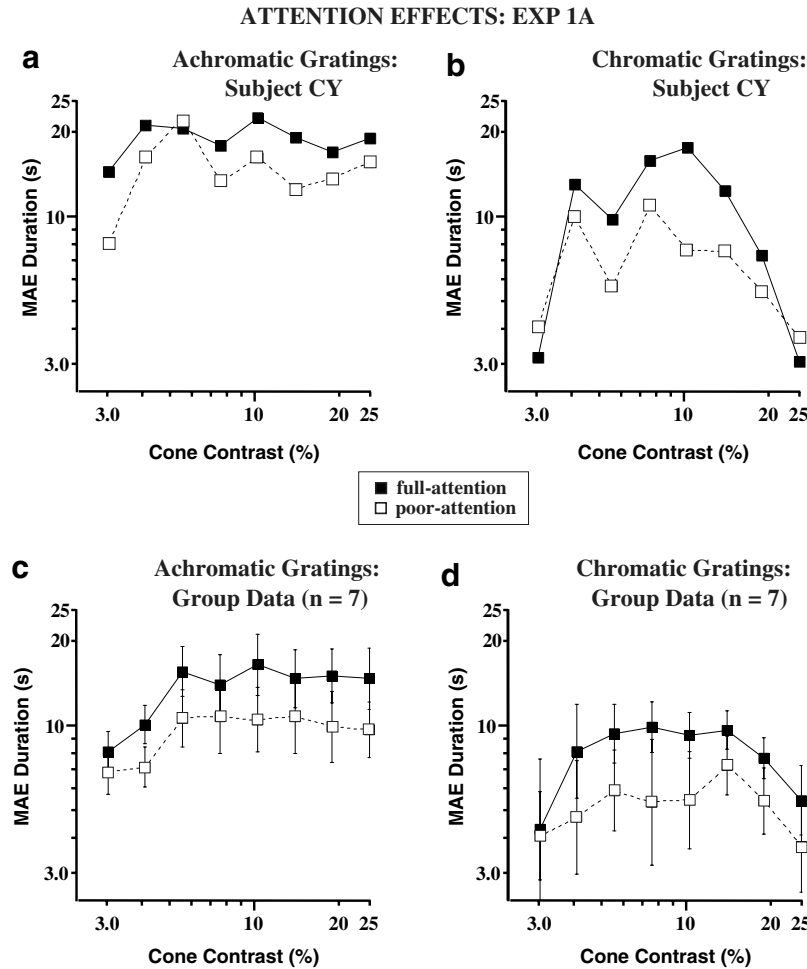 ATTENTION EFFECTS: EXP 1A
a
Achromatic Gratings:
Subject CY
25
20
10
3.0
MAE Duration (s)
3.0
10
20
25
Cone Contrast (%)
b
Chromatic Gratings:
Subject CY
25
20
10
3.0
MAE Duration (s)
3.0
10
20
25
Cone Contrast (%)
full-attention
poor-attention
c
Achromatic Gratings:
Group Data (n = 7)
25
20
10
3.0
MAE Duration (s)
3.0
10
20
25
Cone Contrast (%)
d
Chromatic Gratings:
Group Data (n = 7)
25
20
10
3.0
MAE Duration (s)
3.0
10
20
25
Cone Contrast (%)